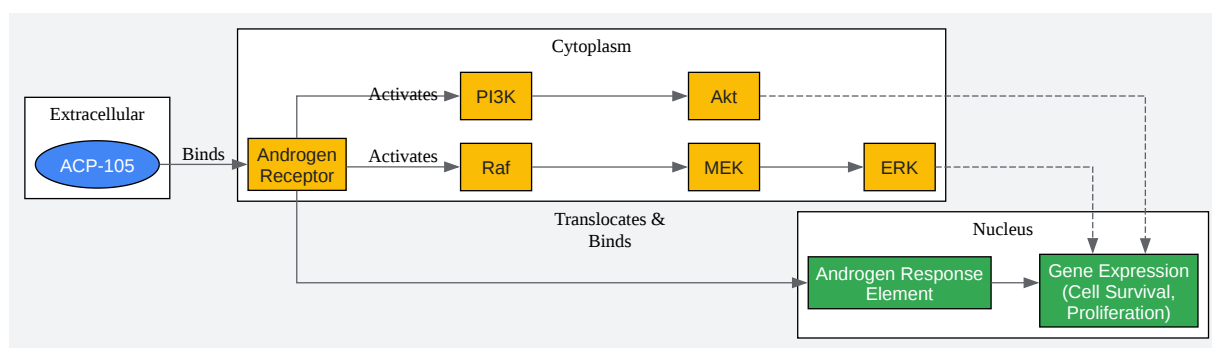 Cytoplasm
Extracellular
ACP-105
Binds
Androgen
Receptor
Activates
PI3K
Akt
Activates
Raf
MEK
ERK
Translocates &
Binds
Nucleus
Androgen Response
Element
Gene Expression
(Cell Survival,
Proliferation)